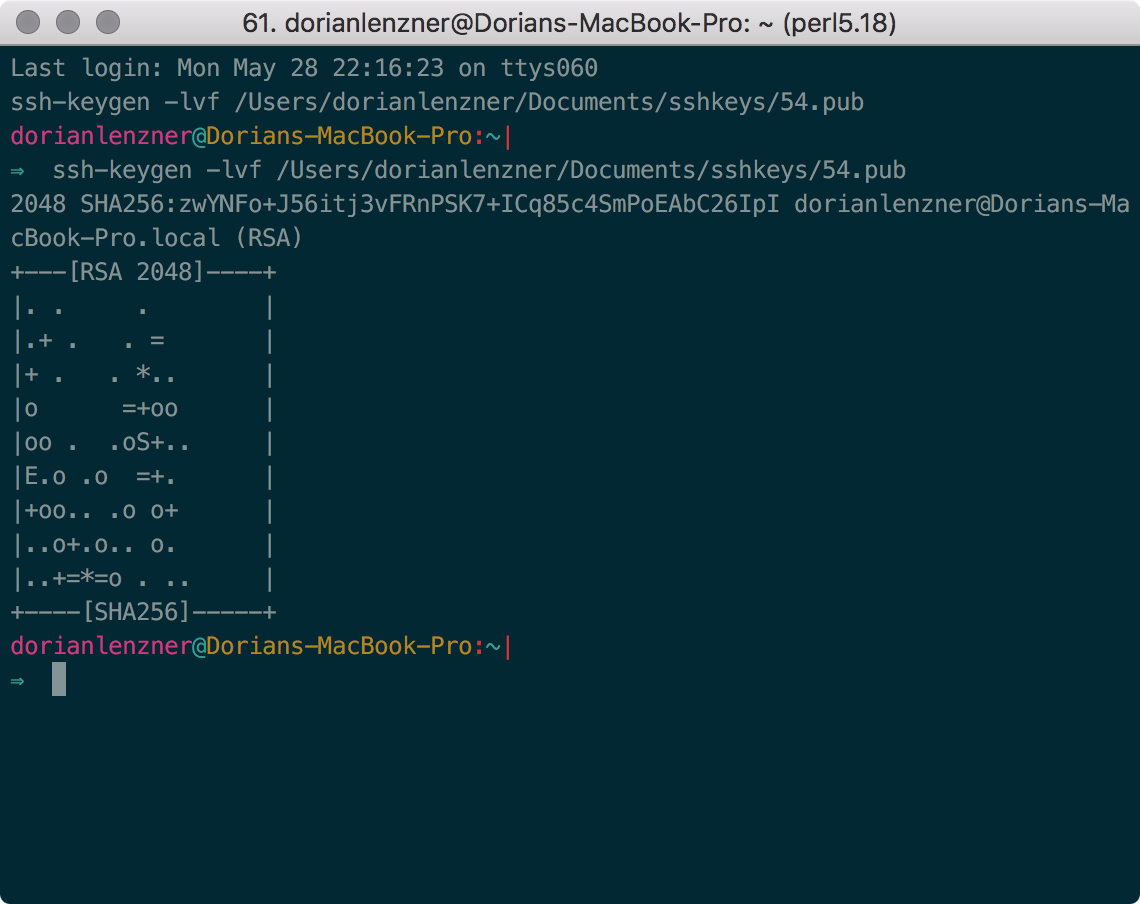 61. dorianlenzner@Dorians-MacBook-Pro: ~ (perl5.18)
Last login: Mon May 28 22:16:23 on ttys060
ssh-keygen -lvf /Users/dorianlenzner/Documents/sshkeys/54.pub
dorianlenzner@Dorians-MacBook-Pro:~|
⇒  ssh-keygen -lvf /Users/dorianlenzner/Documents/sshkeys/54.pub
2048 SHA256:zwYNFo+J56itj3vFRnPSK7+ICq85c4SmPoEAbC26IpI dorianlenzner@Dorians-Ma
cBook-Pro.local (RSA)
+---[RSA 2048]----+
|. .     .        |
|.+ .   . =       |
|+ .   . *..      |
|o      =+oo      |
|oo .  .oS+..     |
|E.o .o  =+.      |
|+oo.. .o o+      |
|..o+.o.. o.      |
|..+=*=o . ..     |
+----[SHA256]-----+
dorianlenzner@Dorians-MacBook-Pro:~|
⇒